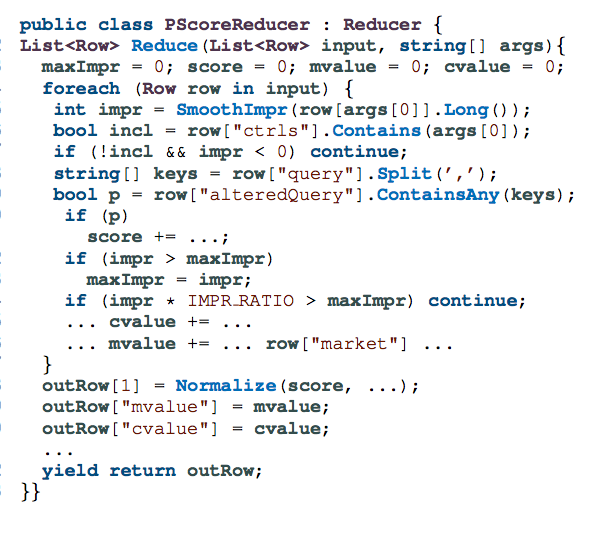 public class PScoreReducer : Reducer {
List<Row> Reduce(List<Row> input, string[] args){
maxImpr = 0; score = 0; mvalue = 0; cvalue = 0;
foreach (Row row in input) {
int impr = SmoothImpr(row[args[0]].Long());
bool incl = row["ctrls"].Contains(args[0]);
if (!incl && impr < 0) continue;
string[] keys = row["query"].Split(’,’);
bool p = row["alteredQuery"].ContainsAny(keys);
if (p)
score += ...;
if (impr > maxImpr)
maxImpr = impr;
if (impr * IMPR_RATIO > maxImpr) continue;
... cvalue += ...
... mvalue += ... row["market"] ...
}
outRow[1] = Normalize(score, ...);
outRow["mvalue"] = mvalue;
outRow["cvalue"] = cvalue;
...
yield return outRow;
}}